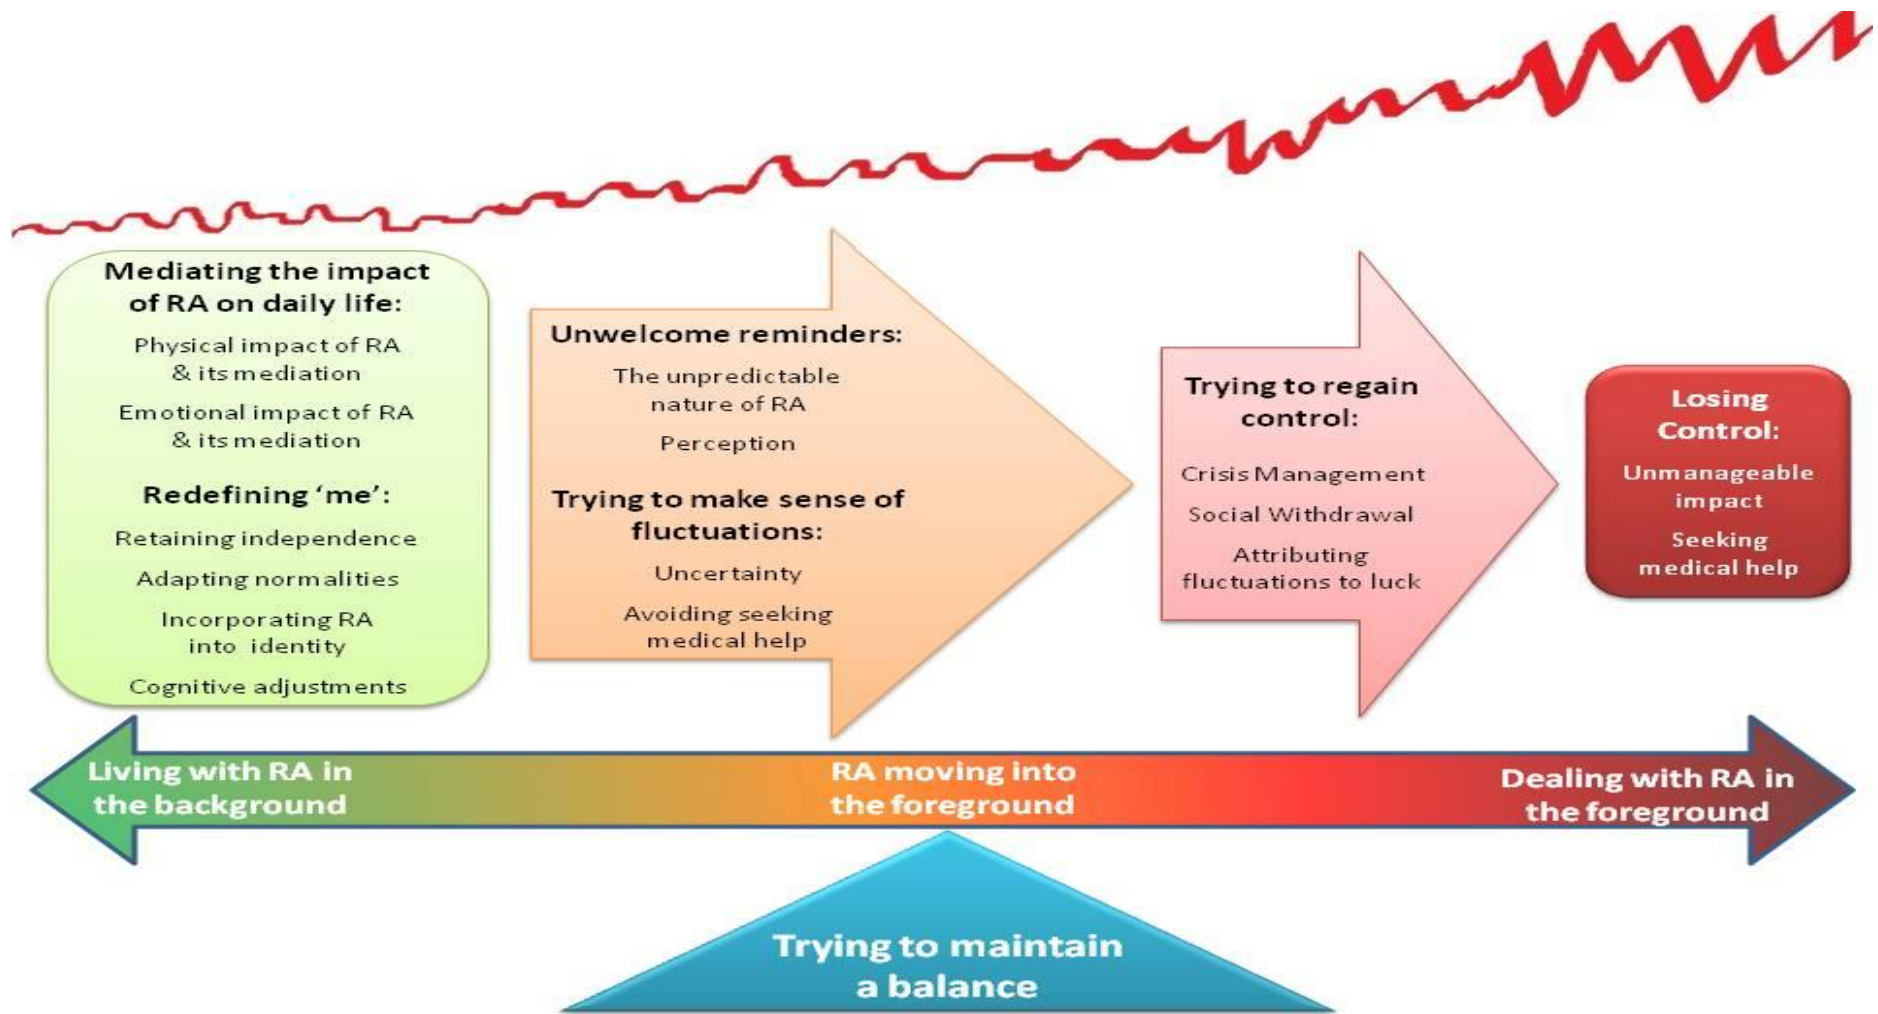 Mediating the impact
of RA on daily life:
Physical impact of RA
& its mediation
Emotional impact of RA
& its mediation
Redefining ‘me’:
Retaining independence
Adapting normalities
Incorporating RA
into identity
Cognitive adjustments
Unwelcome reminders:
The unpredictable
nature of RA
Perception
Trying to make sense of
fluctuations:
Uncertainty
Avoiding seeking
medical help
Trying to regain
control:
Crisis Management
Social Withdrawal
Attributing
fluctuations to luck
Losing
Control:
Unmanageable
impact
Seeking
medical help
Living with RA in
the background
RA moving into
the foreground
Dealing with RA in
the foreground
Trying to maintain
a balance